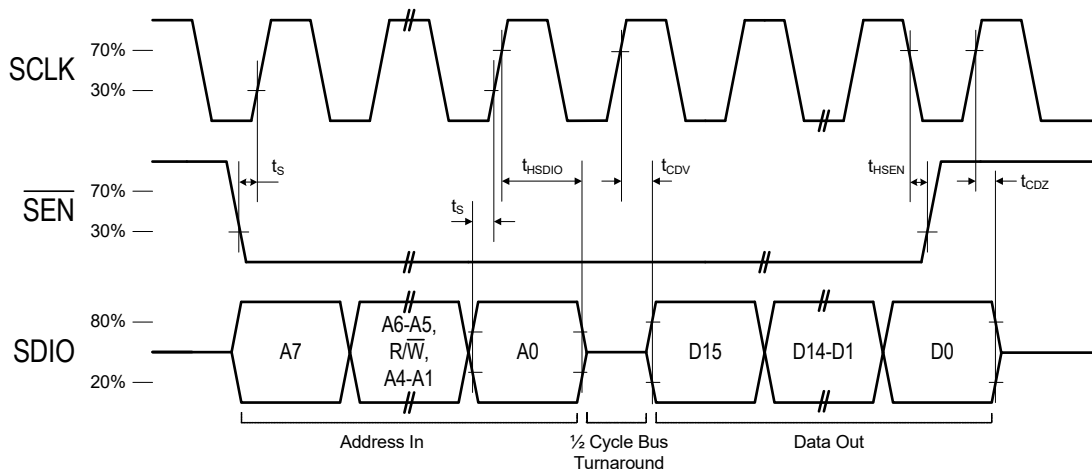 SCLK
70%
30%
SEN
70%
30%
t_S
t_S
t_HSDIO
t_CDV
t_HSEN
t_CDZ
SDIO
80%
20%
A7
A6-A5,
R/W,
A4-A1
A0
D15
D14-D1
D0
Address In
½ Cycle Bus
Turnaround
Data Out